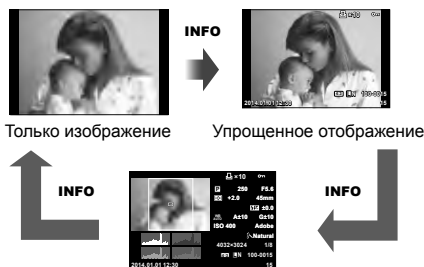 INFO
⎙×10
2014.01.01 12:30
100-0015
15
Только изображение
Упрощенное отображение
INFO
INFO
×10
P 250 F5.6
+2.0 45mm
±0.0
A±10 G±10
ISO 400 Adobe
Natural
4032×3024 1/8
N 100-0015
2014.01.01 12:30 15